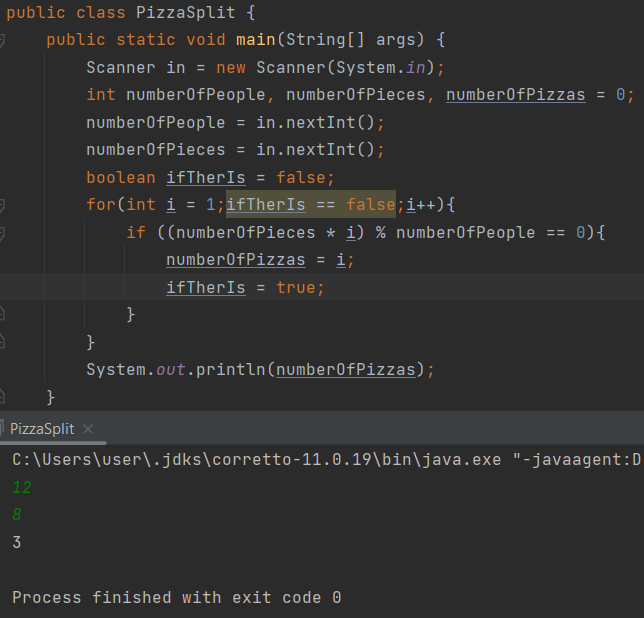 public class PizzaSplit {
public static void main(String[] args) {
Scanner in = new Scanner(System.in);
int numberOfPeople, numberOfPieces, numberOfPizzas = 0;
numberOfPeople = in.nextInt();
numberOfPieces = in.nextInt();
boolean ifTherIs = false;
for(int i = 1;ifTherIs == false;i++){
if ((numberOfPieces * i) % numberOfPeople == 0){
numberOfPizzas = i;
ifTherIs = true;
}
}
System.out.println(numberOfPizzas);
}
PizzaSplit ×
C:\Users\user\.jdks\corretto-11.0.19\bin\java.exe "-javaagent:D
12
8
3
Process finished with exit code 0